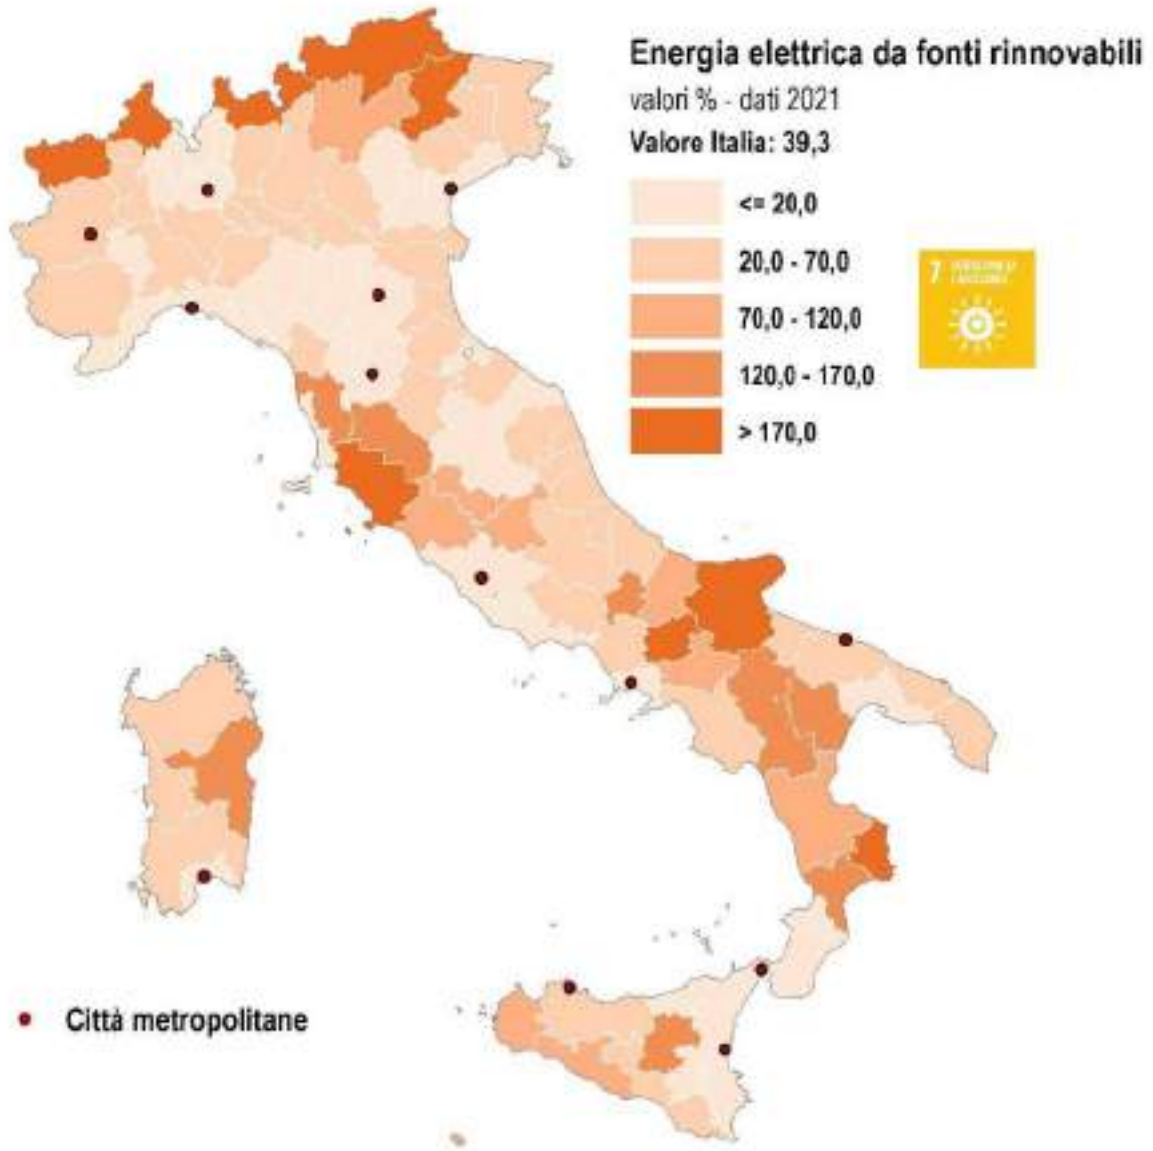 Energia elettrica da fonti rinnovabili
valori % - dati 2021
Valore Italia: 39,3
<= 20,0
20,0 - 70,0
70,0 - 120,0
120,0 - 170,0
> 170,0
7
Città metropolitane